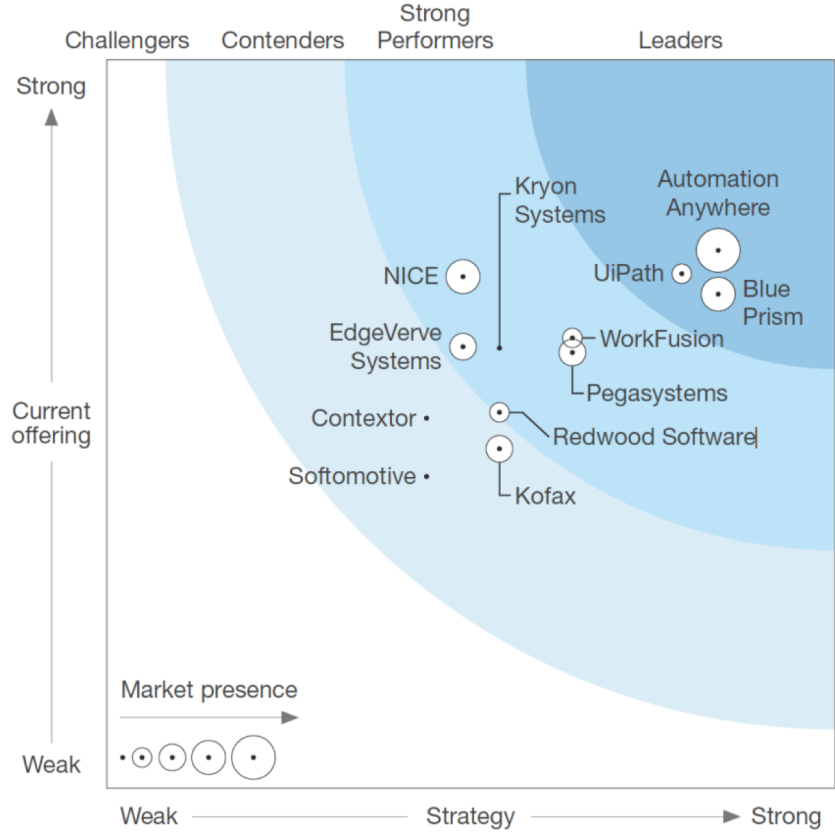 Strong
Challengers Contenders Performers Leaders
Strong
Kryon
Systems
Automation
Anywhere
NICE
UiPath
Blue
Prism
EdgeVerve
Systems
WorkFusion
Pegasystems
Current
offering
Contextor
Redwood Software
Softomotive
Kofax
Market presence
Weak
Weak Strategy Strong